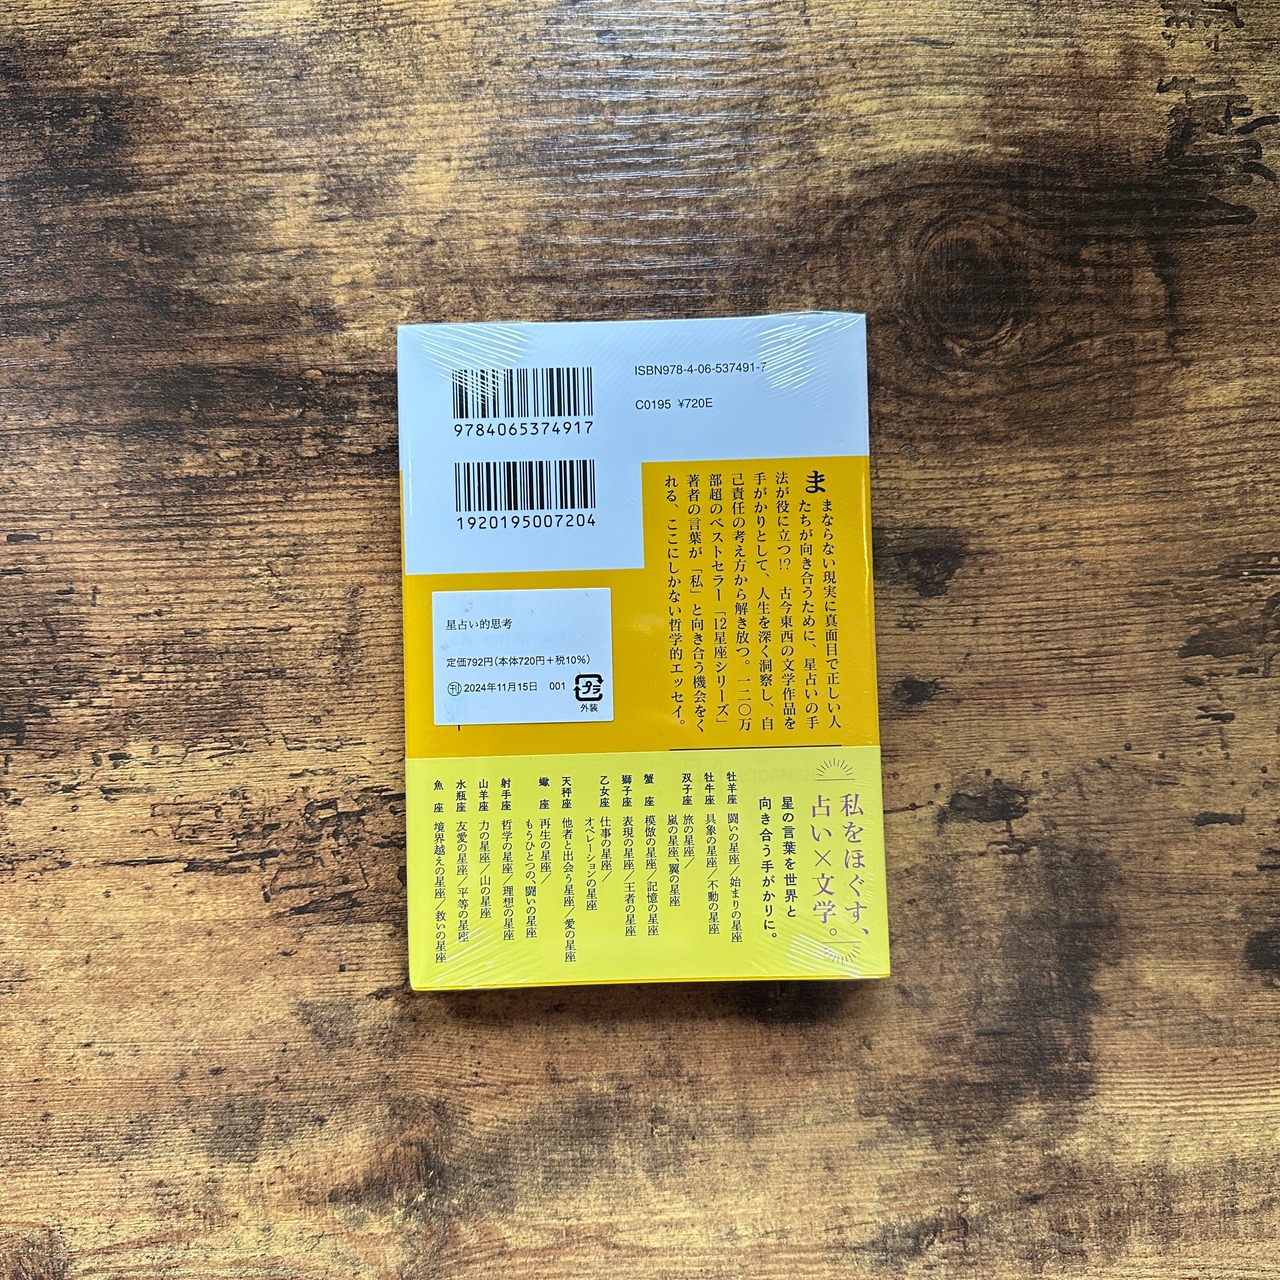 ISBN978-4-06-537491-7
C0195 ¥720E
9784065374917
1920195007204
ままならない現実に真面目で正しい人
たちが向き合うために、星占いの手
法が役に立つ!? 古今東西の文学作品を
手がかりとして、人生を深く洞察し、自
己責任の考え方から解き放つ。一二〇万
部超のベストセラー「12星座シリーズ」
著者の言葉が「私」と向き合う機会をく
れる、ここにしかない哲学的エッセイ。
星占い的思考
定価792円(本体720円+税10%)
刊 2024年11月15日 001
プラ
外装
私をほぐす、
占い×文学。
星の言葉を世界と
向き合う手がかりに。
牡羊座 闘いの星座/始まりの星座
牡牛座 具象の星座/不動の星座
双子座 旅の星座/
嵐の星座、翼の星座
蟹座 模倣の星座/記憶の星座
獅子座 表現の星座/王者の星座
乙女座 仕事の星座/
オペレーションの星座
天秤座 他者と出会う星座/愛の星座
蠍座 再生の星座/
もうひとつの、闘いの星座
射手座 哲学の星座/理想の星座
山羊座 力の星座/山の星座
水瓶座 友愛の星座/平等の星座
魚座 境界越えの星座/救いの星座